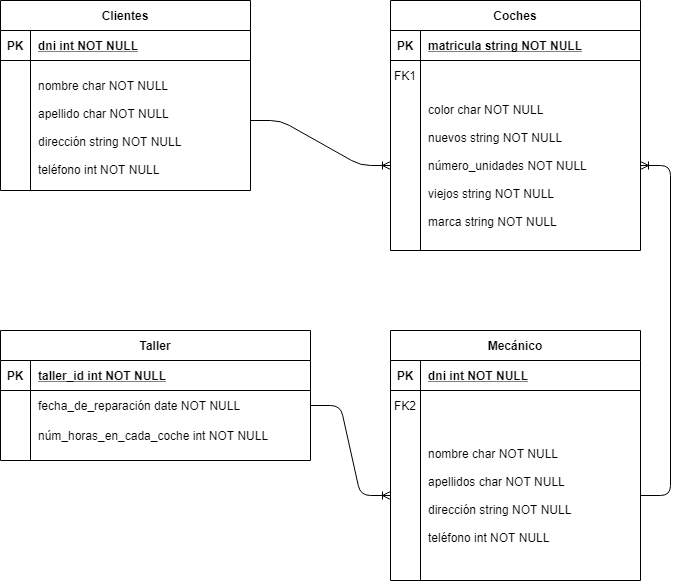 Clientes
PK dni int NOT NULL
nombre char NOT NULL
apellido char NOT NULL
dirección string NOT NULL
teléfono int NOT NULL
Coches
PK matricula string NOT NULL
FK1
color char NOT NULL
nuevos string NOT NULL
número_unidades NOT NULL
viejos string NOT NULL
marca string NOT NULL
Taller
PK taller_id int NOT NULL
fecha_de_reparación date NOT NULL
núm_horas_en_cada_coche int NOT NULL
Mecánico
PK dni int NOT NULL
FK2
nombre char NOT NULL
apellidos char NOT NULL
dirección string NOT NULL
teléfono int NOT NULL